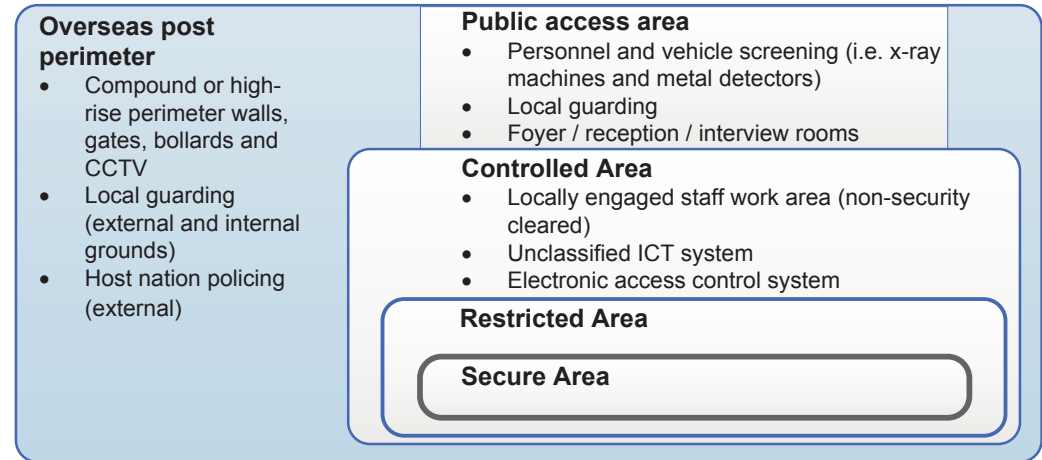 Overseas post
perimeter
• Compound or high-
rise perimeter walls,
gates, bollards and
CCTV
• Local guarding
(external and internal
grounds)
• Host nation policing
(external)
Public access area
• Personnel and vehicle screening (i.e. x-ray
machines and metal detectors)
• Local guarding
• Foyer / reception / interview rooms
Controlled Area
• Locally engaged staff work area (non-security
cleared)
• Unclassified ICT system
• Electronic access control system
Restricted Area
Secure Area